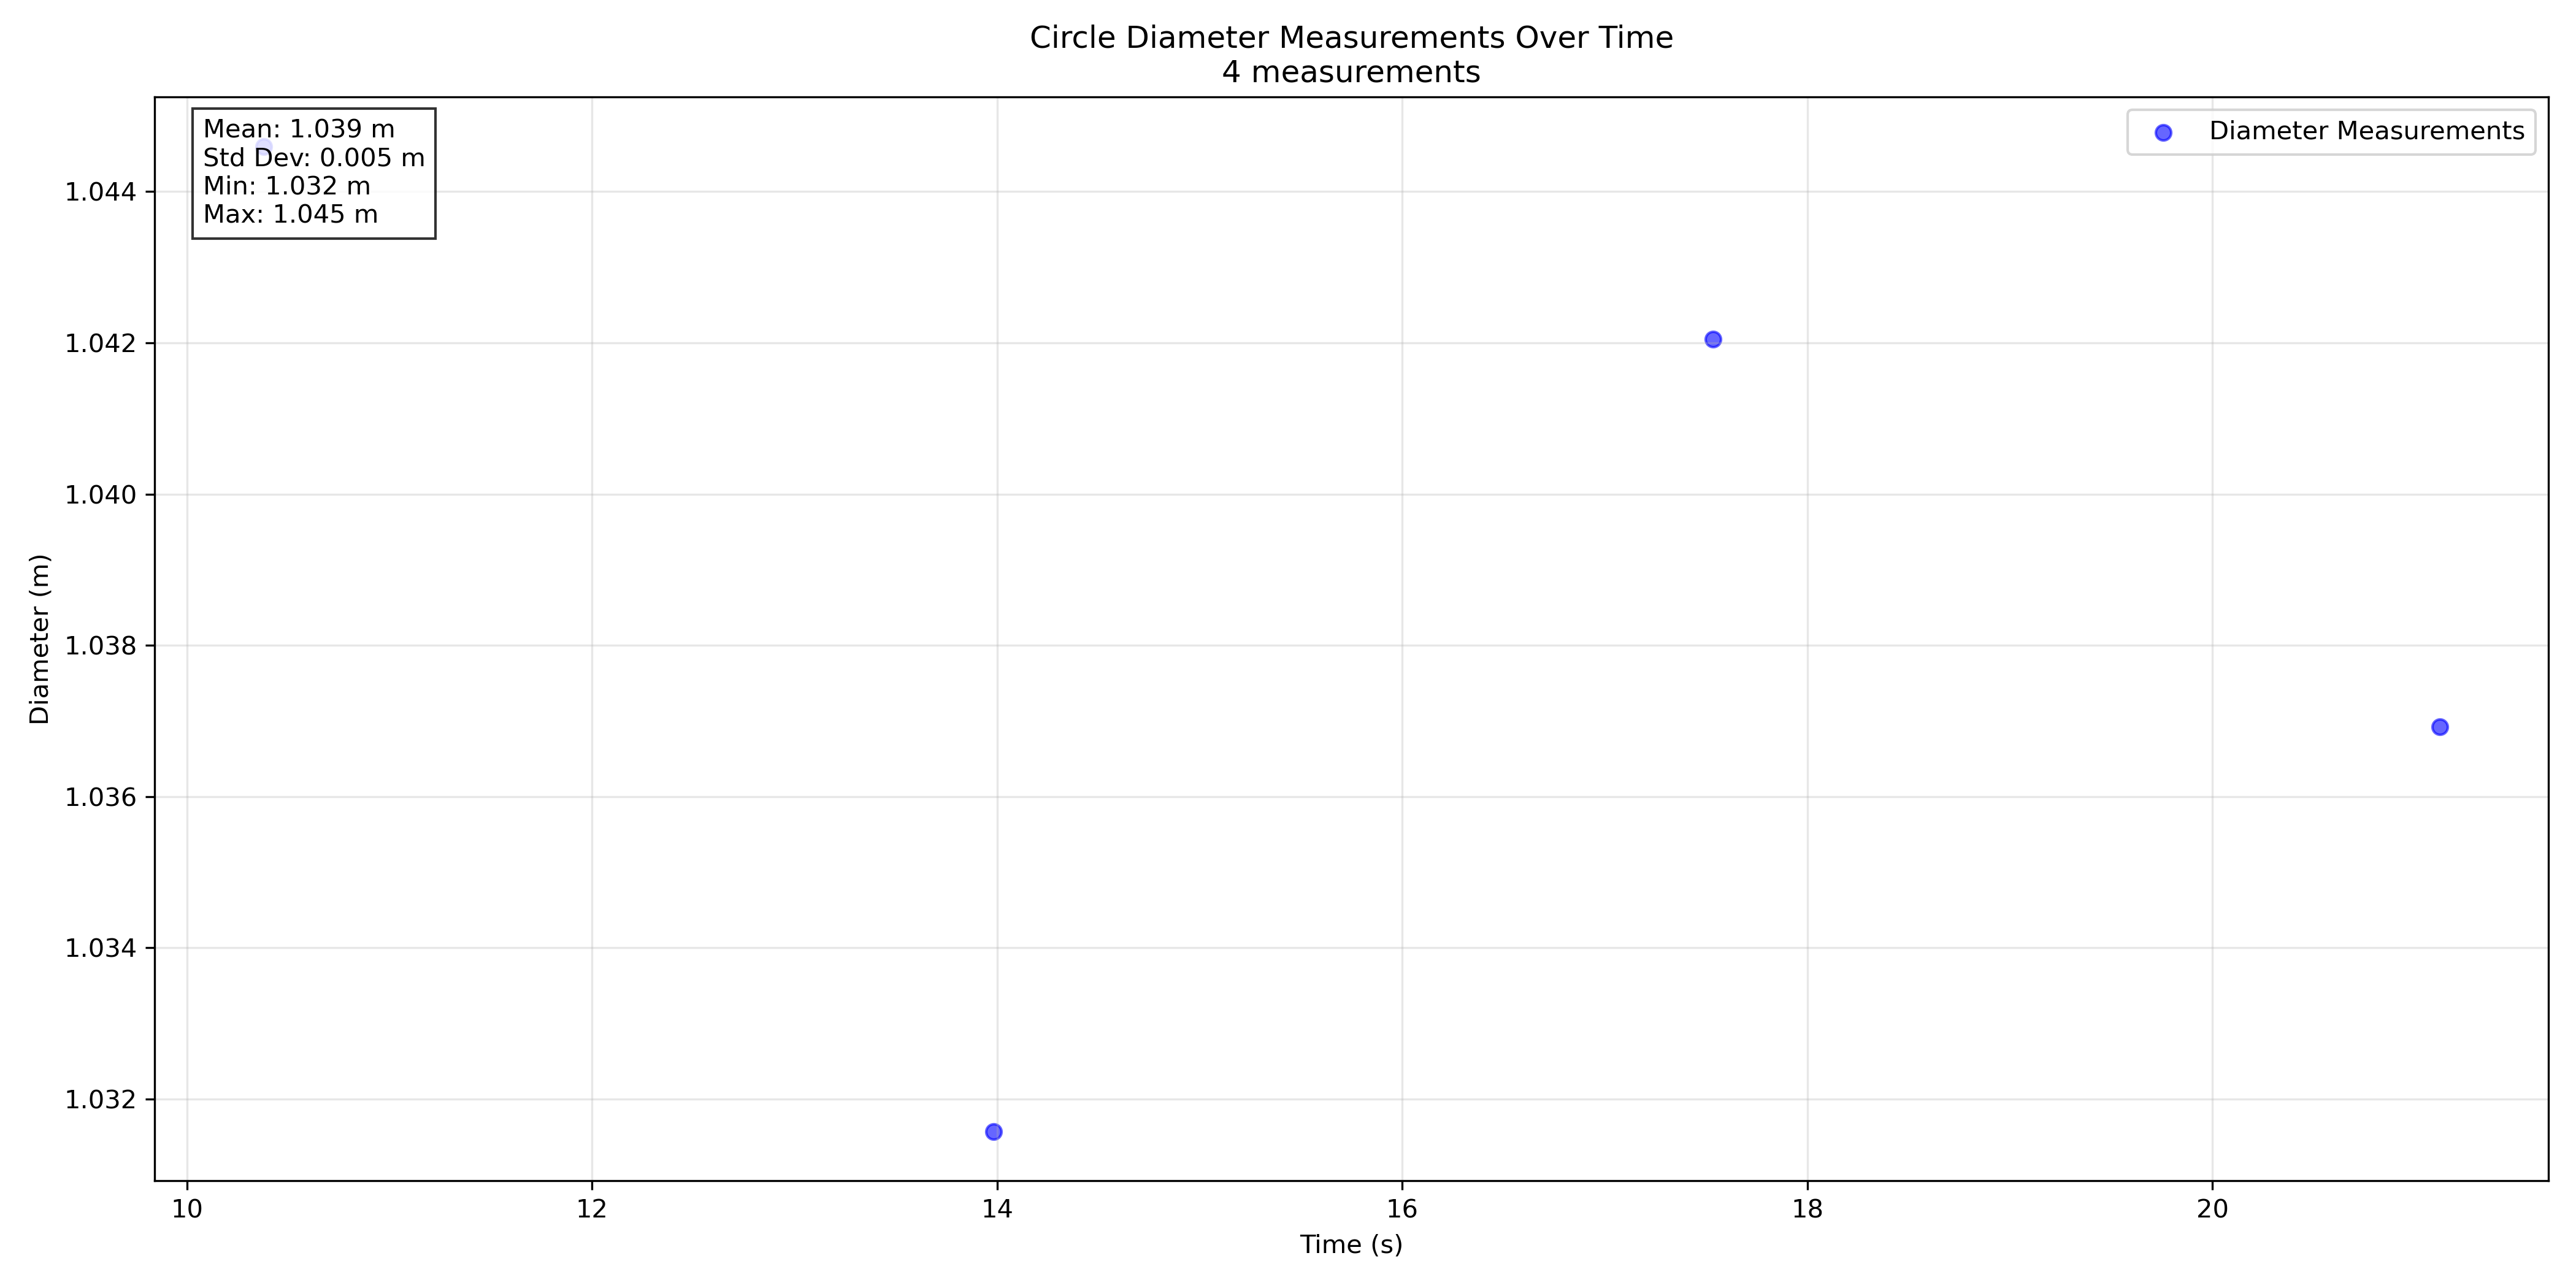 Circle Diameter Measurements Over Time
4 measurements
Mean: 1.039 m
Std Dev: 0.005 m
Min: 1.032 m
Max: 1.045 m
Diameter Measurements
1.044
1.042
1.040
1.038
1.036
1.034
1.032
Diameter (m)
10 12 14 16 18 20
Time (s)